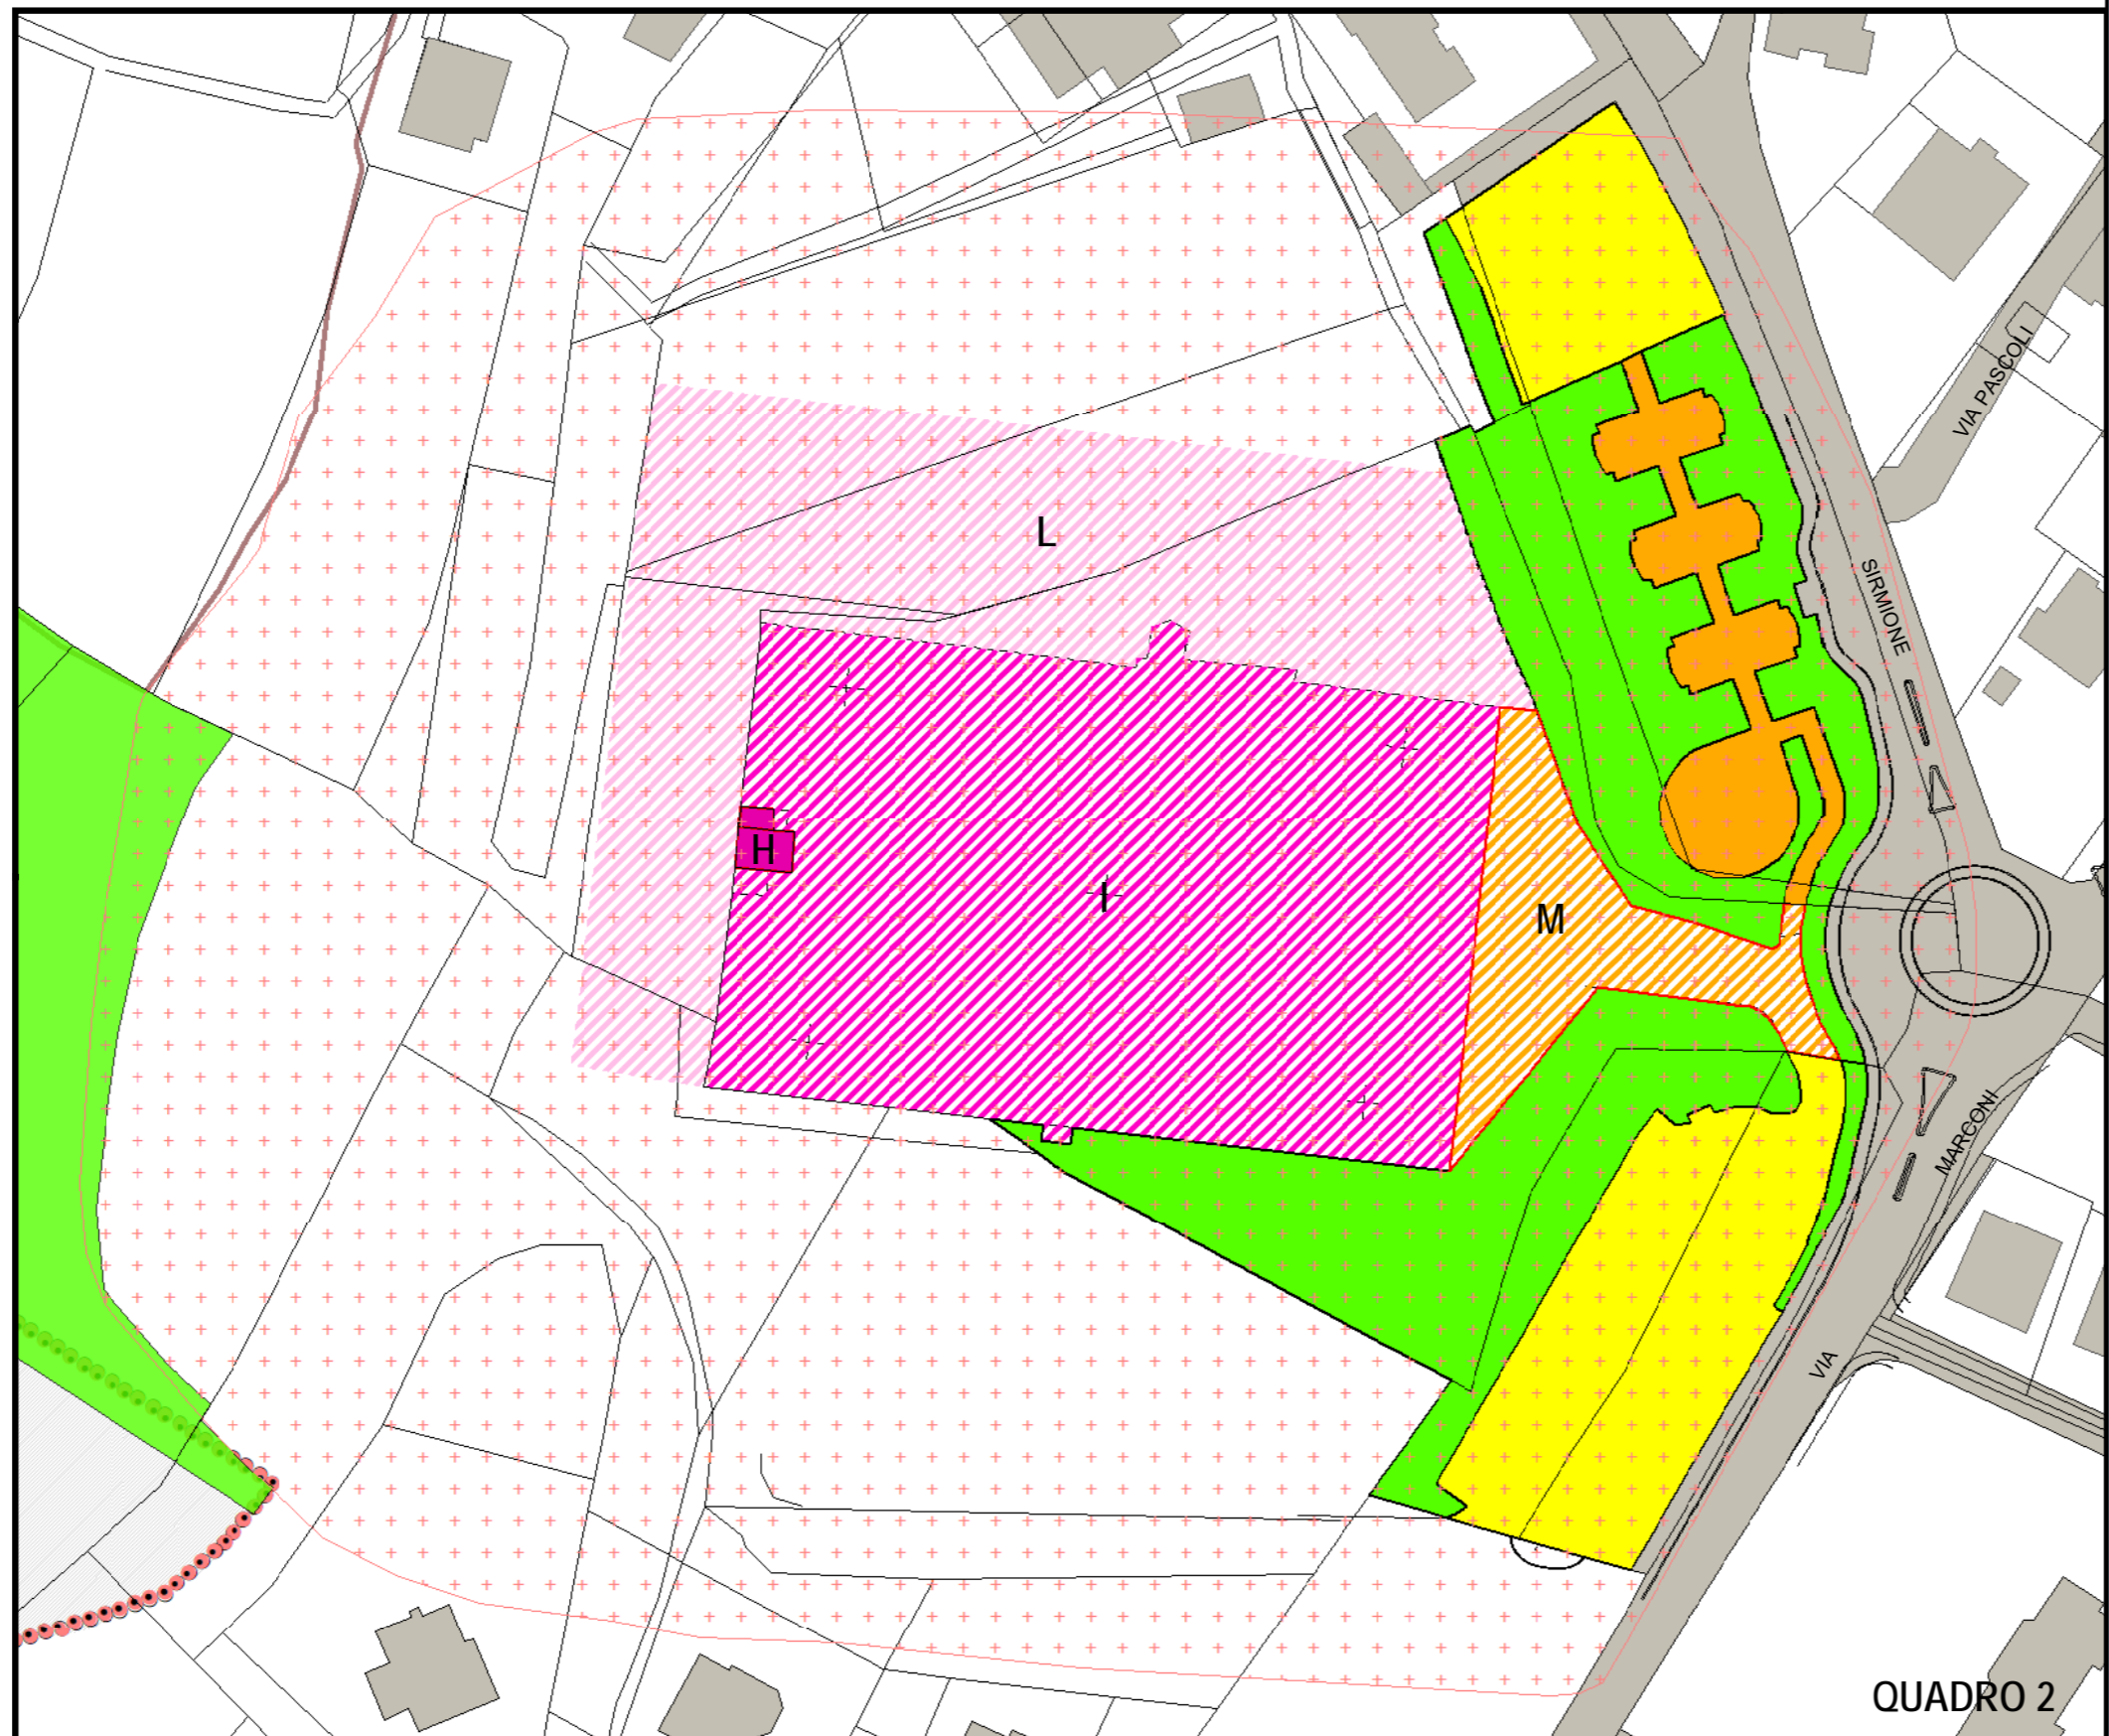 VIA PASCOLI
L
SIRMIONE
H
I
M
MARCONI
VIA
QUADRO 2